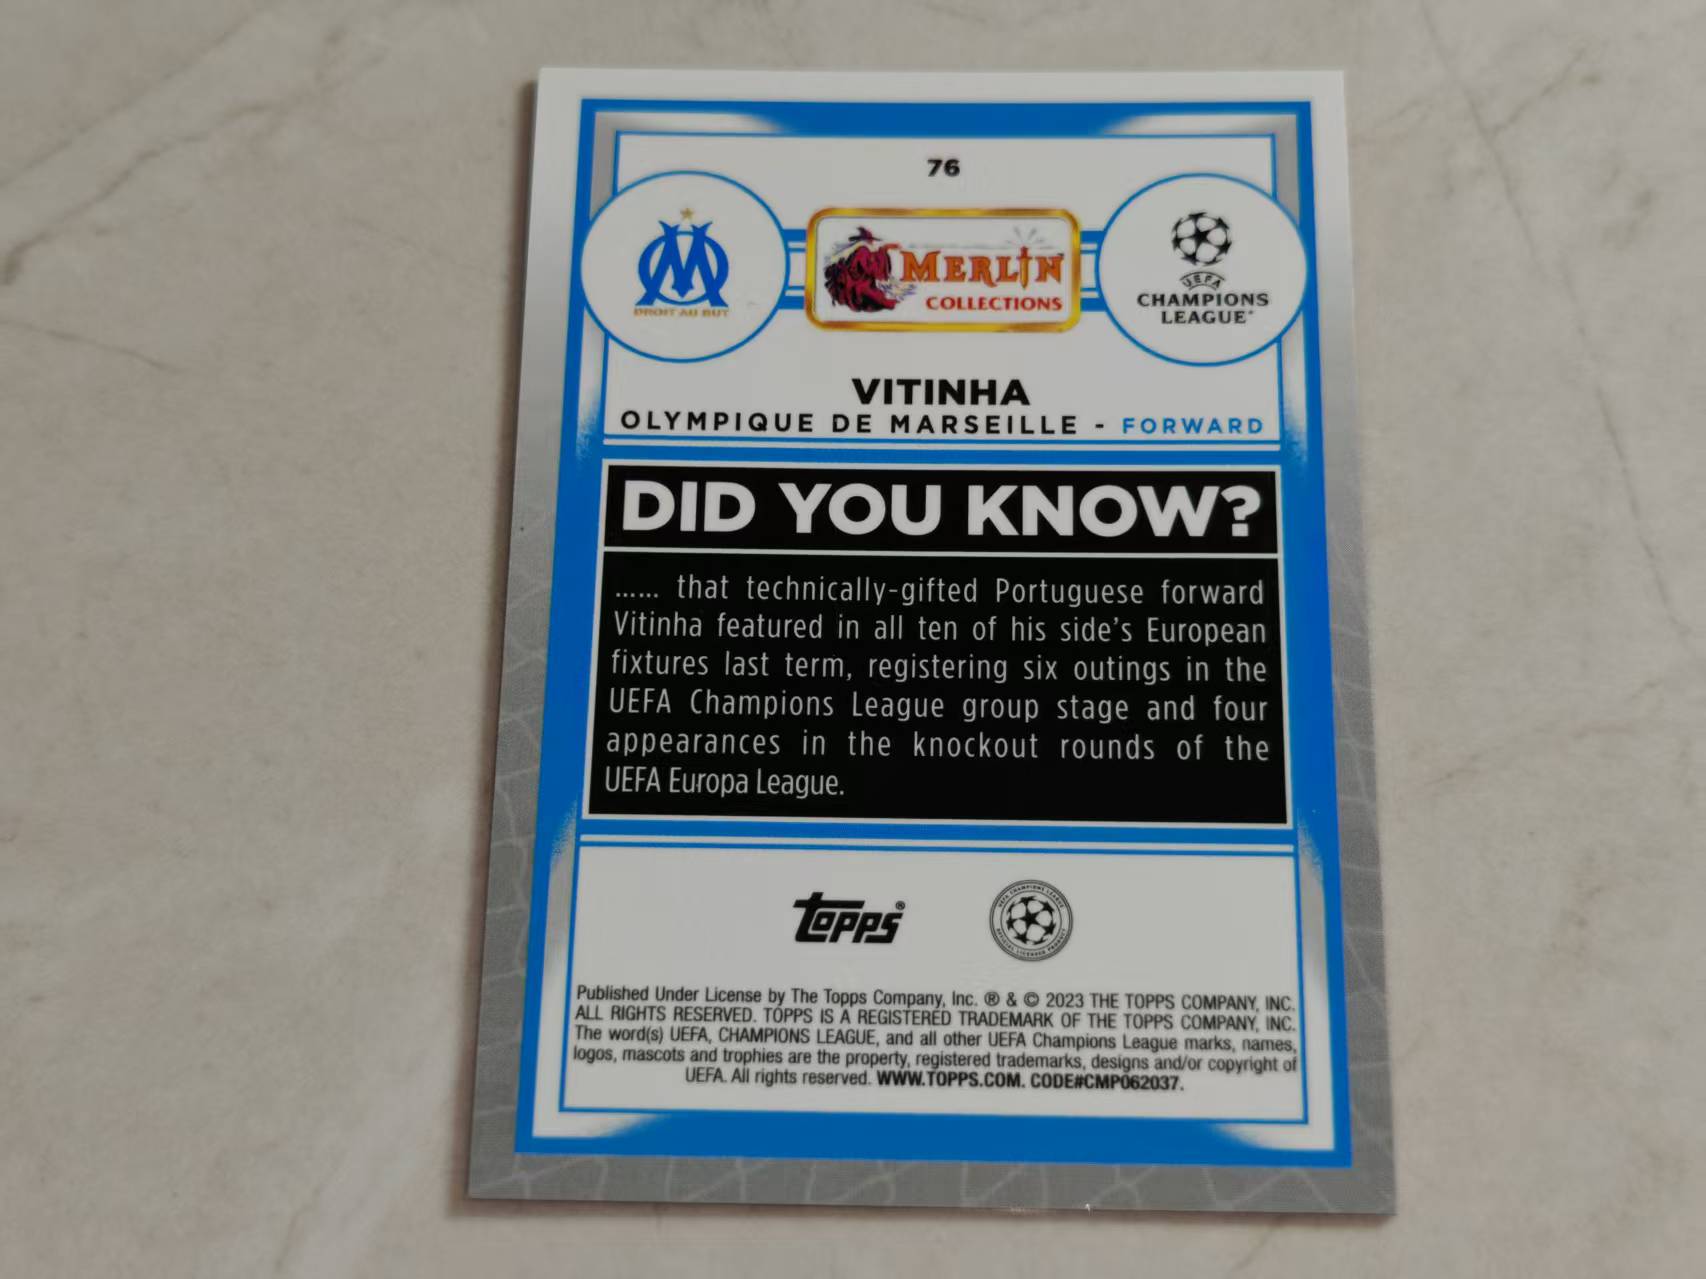 76
DROIT AU BUT
MERLIN
COLLECTIONS
UEFA
CHAMPIONS
LEAGUE
VITINHA
OLYMPIQUE DE MARSEILLE - FORWARD
DID YOU KNOW?
...... that technically-gifted Portuguese forward
Vitinha featured in all ten of his side's European
fixtures last term, registering six outings in the
UEFA Champions League group stage and four
appearances in the knockout rounds of the
UEFA Europa League.
Topps®
UEFA CHAMPIONS LEAGUE
OFFICIAL LICENSED PRODUCT
Published Under License by The Topps Company, Inc. ® & © 2023 THE TOPPS COMPANY, INC.
ALL RIGHTS RESERVED. TOPPS IS A REGISTERED TRADEMARK OF THE TOPPS COMPANY, INC.
The word(s) UEFA, CHAMPIONS LEAGUE, and all other UEFA Champions League marks, names,
logos, mascots and trophies are the property, registered trademarks, designs and/or copyright of
UEFA. All rights reserved. WWW.TOPPS.COM. CODE#CMP062037.